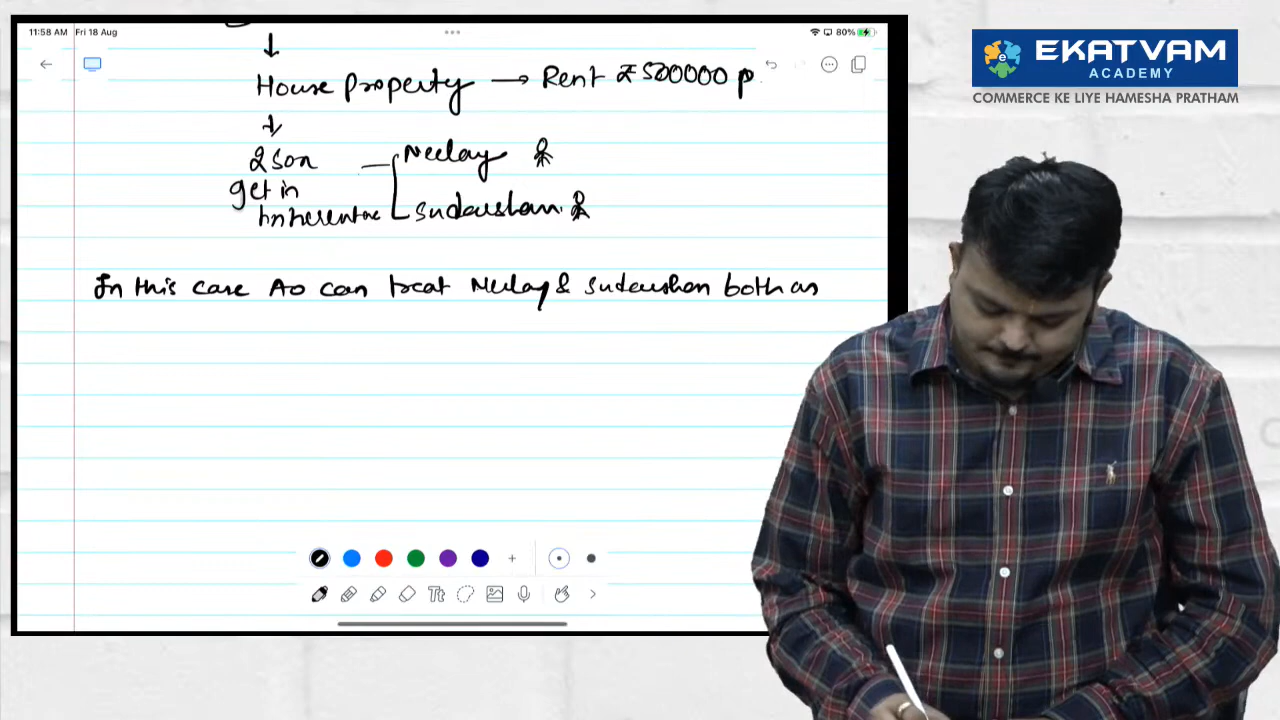 11:58 AM Fri 18 Aug
80%
House Property → Rent ₹ 500000 p.
2 son
get in
Neelay
Sudarshan
In this case AO can treat Neelay & Sudarshan both as
Tt
EKATVAM
ACADEMY
COMMERCE KE LIYE HAMESHA PRATHAM